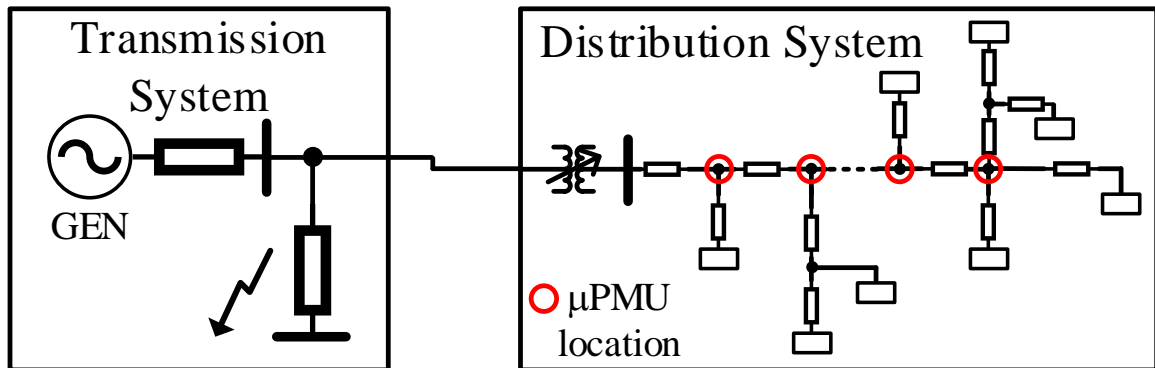 Transmission
System
GEN
Distribution System
μPMU
location